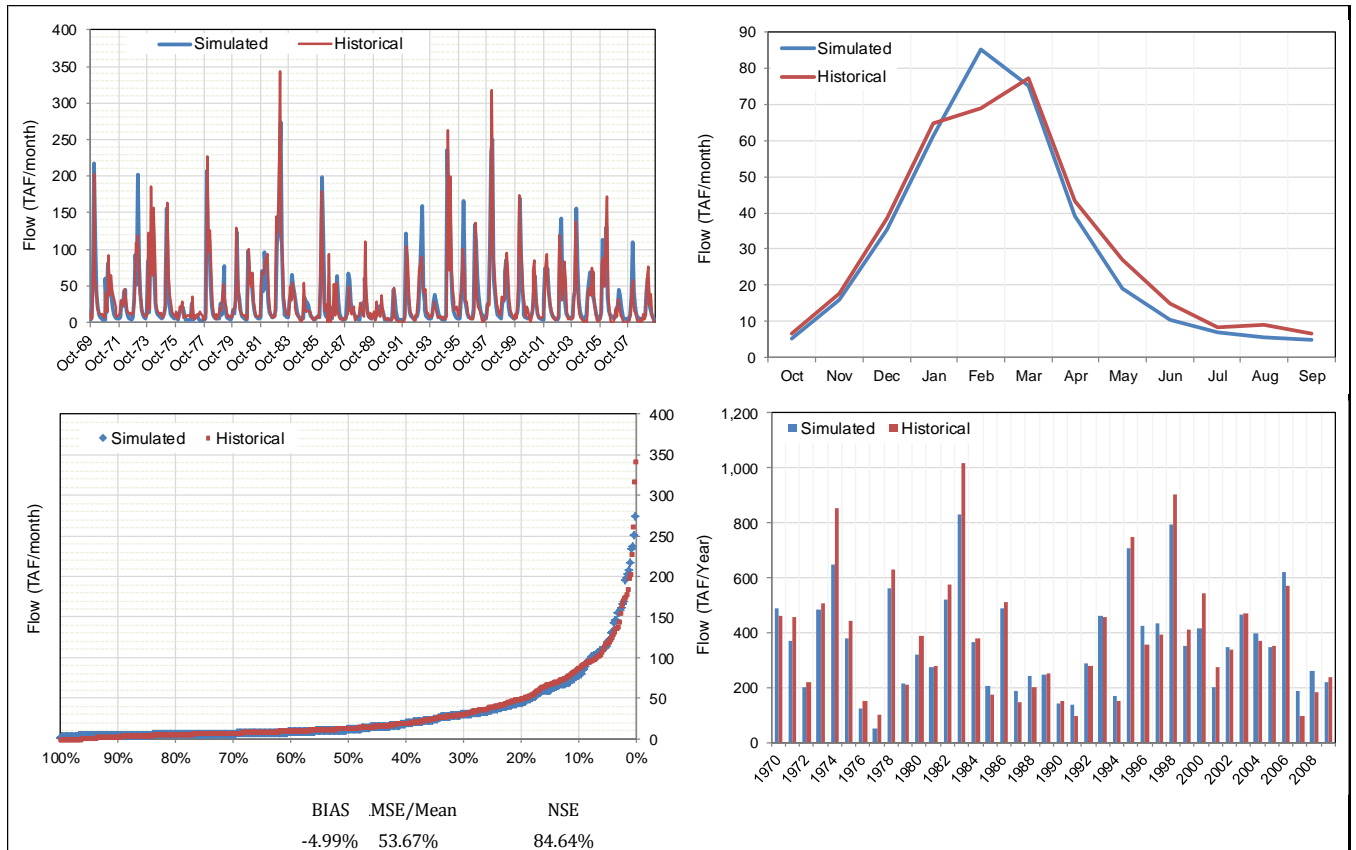 Simulated
Historical
Flow (TAF/month)
400
350
300
250
200
150
100
50
0
Oct-69
Oct-71
Oct-73
Oct-75
Oct-77
Oct-79
Oct-81
Oct-83
Oct-85
Oct-87
Oct-89
Oct-91
Oct-93
Oct-95
Oct-97
Oct-99
Oct-01
Oct-03
Oct-05
Oct-07
Simulated
Historical
Flow (TAF/month)
90
80
70
60
50
40
30
20
10
0
Oct Nov Dec Jan Feb Mar Apr May Jun Jul Aug Sep
Simulated Historical
Flow (TAF/month)
400
350
300
250
200
150
100
50
0
100% 90% 80% 70% 60% 50% 40% 30% 20% 10% 0%
Simulated Historical
Flow (TAF/Year)
1,200
1,000
800
600
400
200
0
1970
1972
1974
1976
1978
1980
1982
1984
1986
1988
1990
1992
1994
1996
1998
2000
2002
2004
2006
2008
BIAS .MSE/Mean NSE
-4.99% 53.67% 84.64%